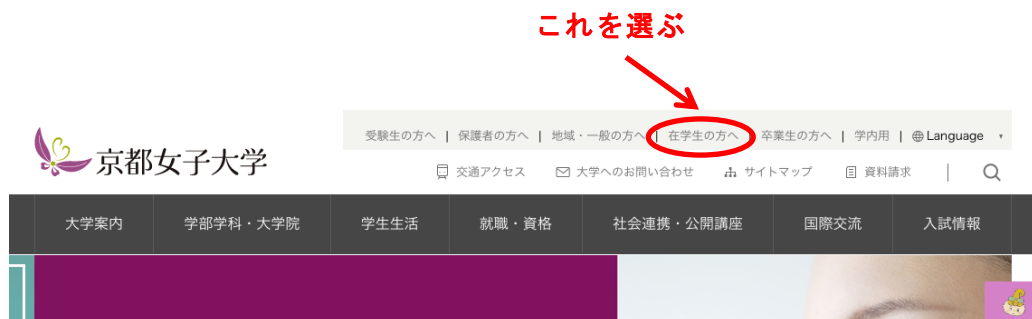 これを選ぶ
受験生の方へ | 保護者の方へ | 地域・一般の方へ | 在学生の方へ | 卒業生の方へ | 学内用 | Language
京都女子大学
交通アクセス 大学へのお問い合わせ サイトマップ 資料請求
大学案内 学部学科・大学院 学生生活 就職・資格 社会連携・公開講座 国際交流 入試情報